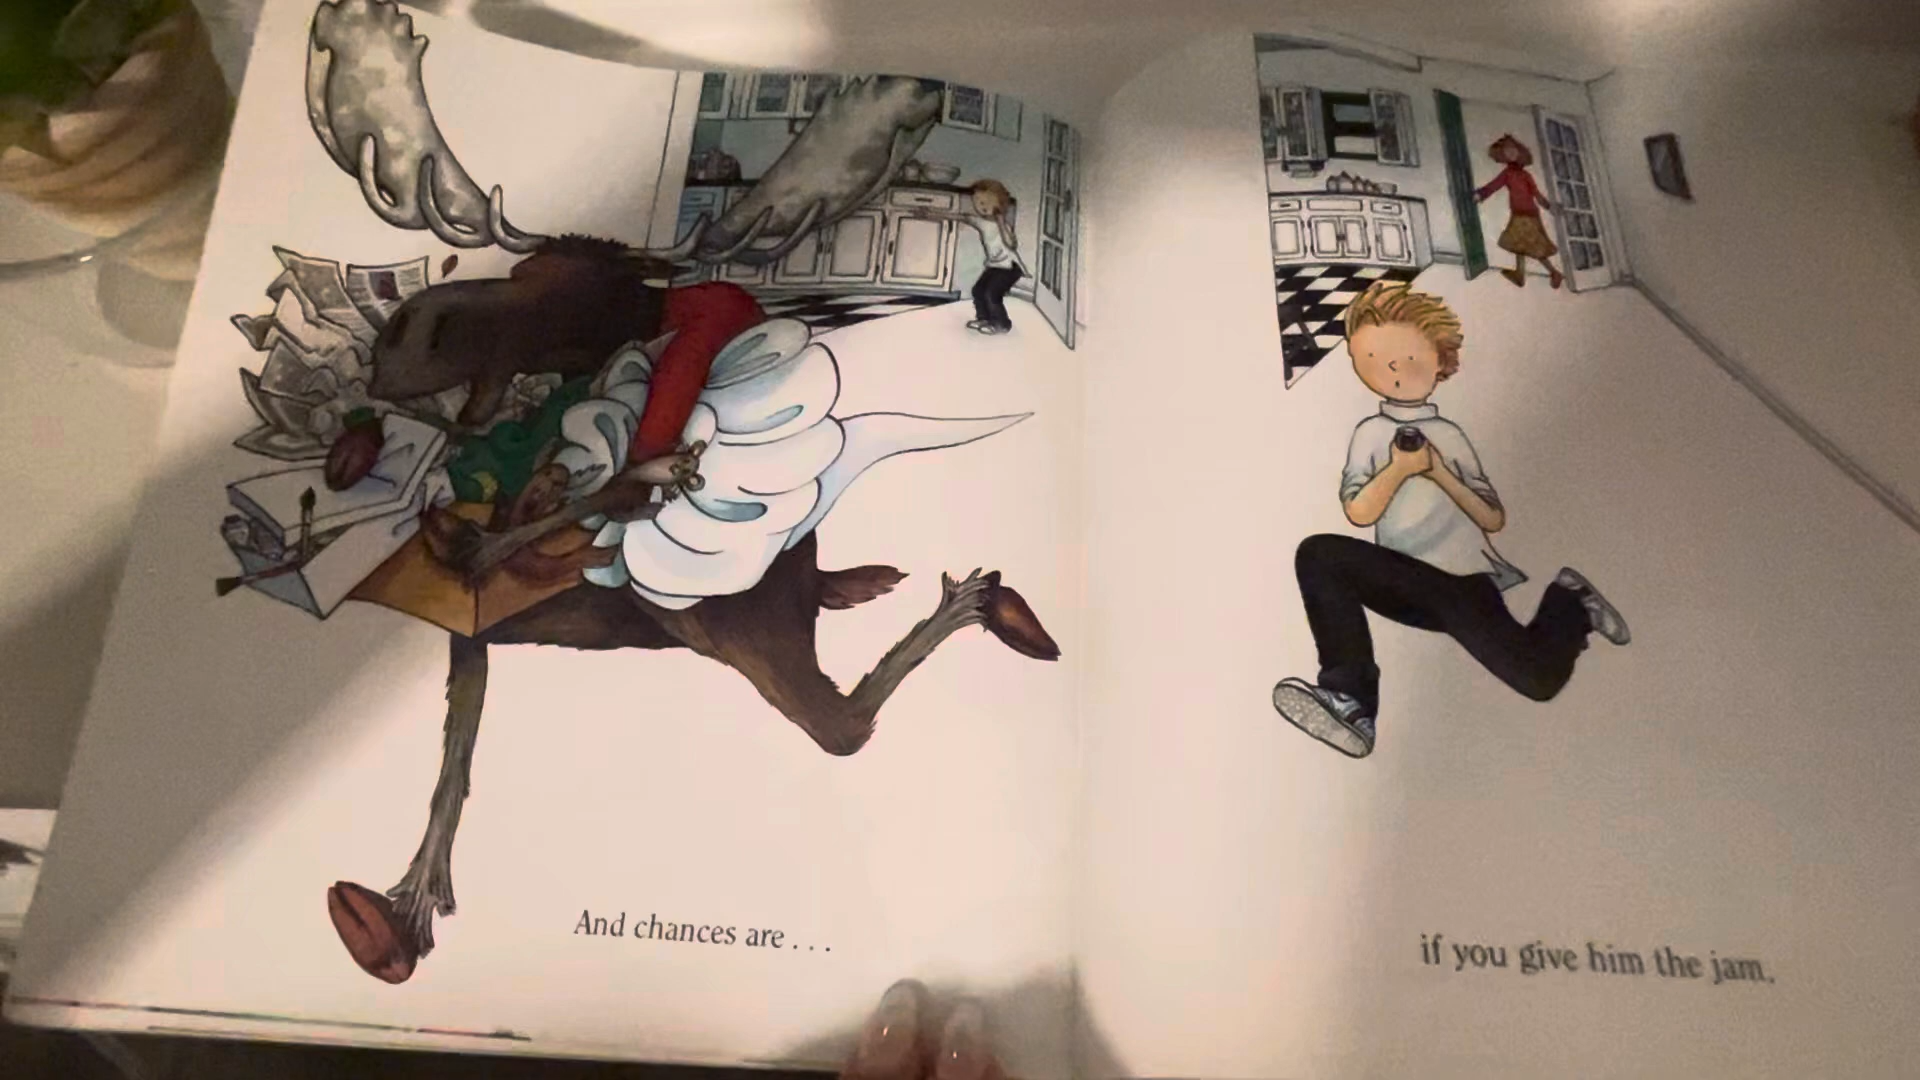 And chances are . . .
if you give him the jam.